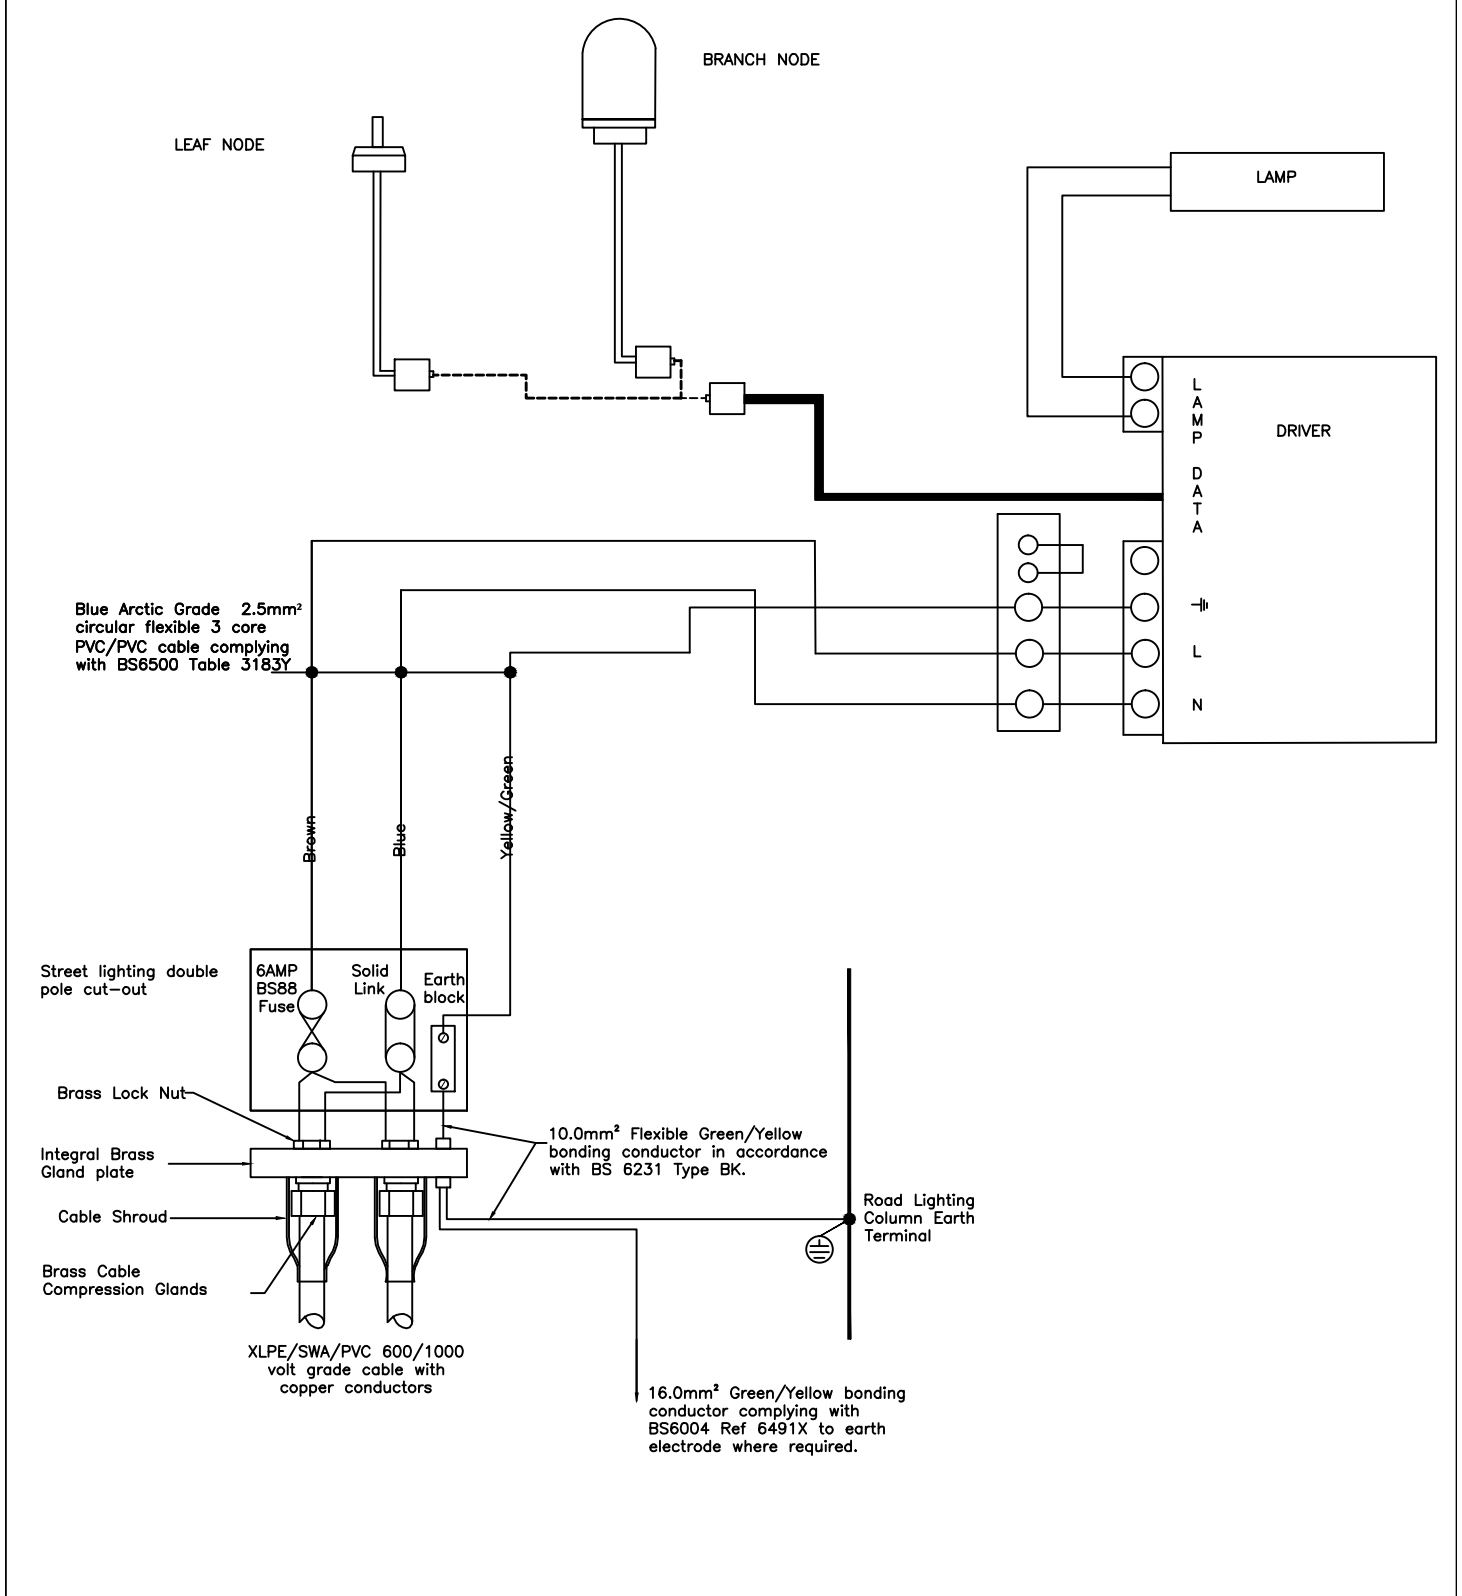 BRANCH NODE
LEAF NODE
LAMP
LAMP
DRIVER
DATA
Blue Arctic Grade 2.5mm²
circular flexible 3 core
PVC/PVC cable complying
with BS6500 Table 3183Y
L
N
Brown
Blue
Yellow/Green
Street lighting double
pole cut-out
6AMP
BS88
Fuse
Solid
Link
Earth
block
Brass Lock Nut
Integral Brass
Gland plate
Cable Shroud
Brass Cable
Compression Glands
10.0mm² Flexible Green/Yellow
bonding conductor in accordance
with BS 6231 Type BK.
Road Lighting
Column Earth
Terminal
XLPE/SWA/PVC 600/1000
volt grade cable with
copper conductors
16.0mm² Green/Yellow bonding
conductor complying with
BS6004 Ref 6491X to earth
electrode where required.